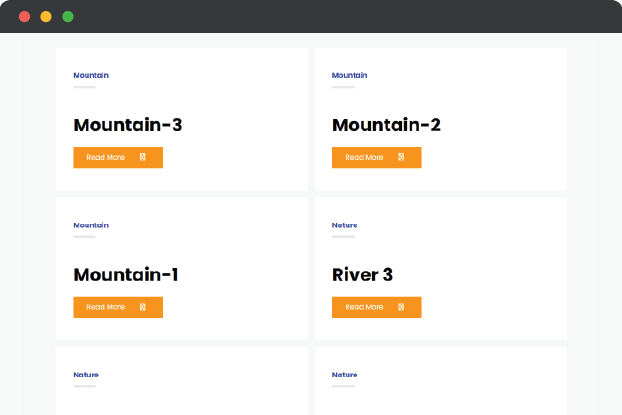 Mountain
Mountain-3
Read More
Mountain
Mountain-2
Read More
Mountain
Mountain-1
Read More
Nature
River 3
Read More
Nature
Nature